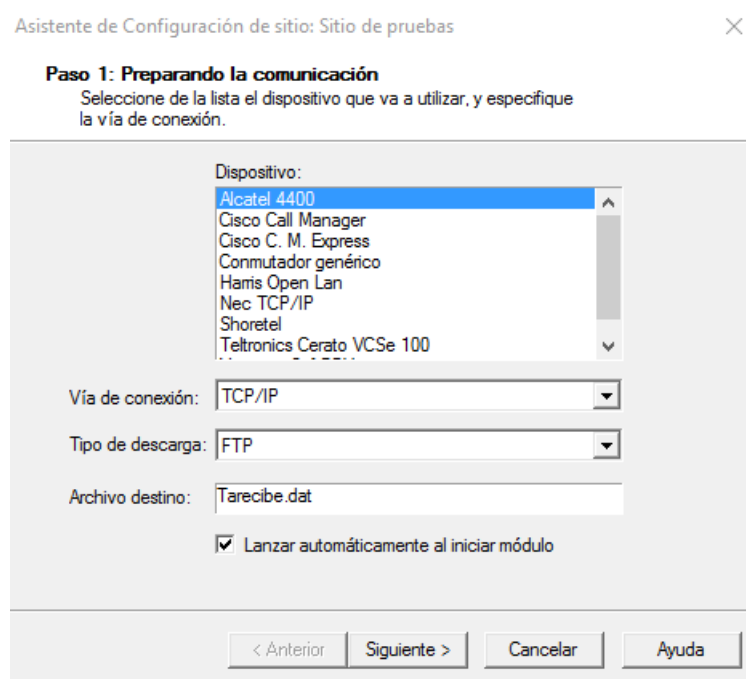 Asistente de Configuración de sitio: Sitio de pruebas
Paso 1: Preparando la comunicación
Seleccione de la lista el dispositivo que va a utilizar, y especifique
la vía de conexión.
Dispositivo:
Alcatel 4400
Cisco Call Manager
Cisco C. M. Express
Conmutador genérico
Harris Open Lan
Nec TCP/IP
Shoretel
Teltronics Cerato VCSe 100
Vía de conexión: TCP/IP
Tipo de descarga: FTP
Archivo destino: Tarecibe.dat
Lanzar automáticamente al iniciar módulo
< Anterior Siguiente > Cancelar Ayuda